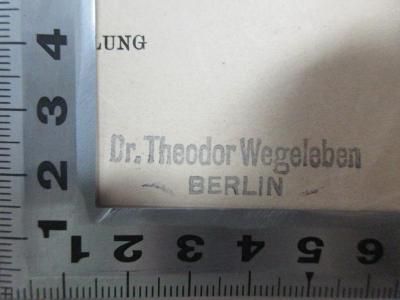 LUNG
Dr. Theodor Wegeleben
BERLIN
4
3
2
1
1 2 3 4 5 6